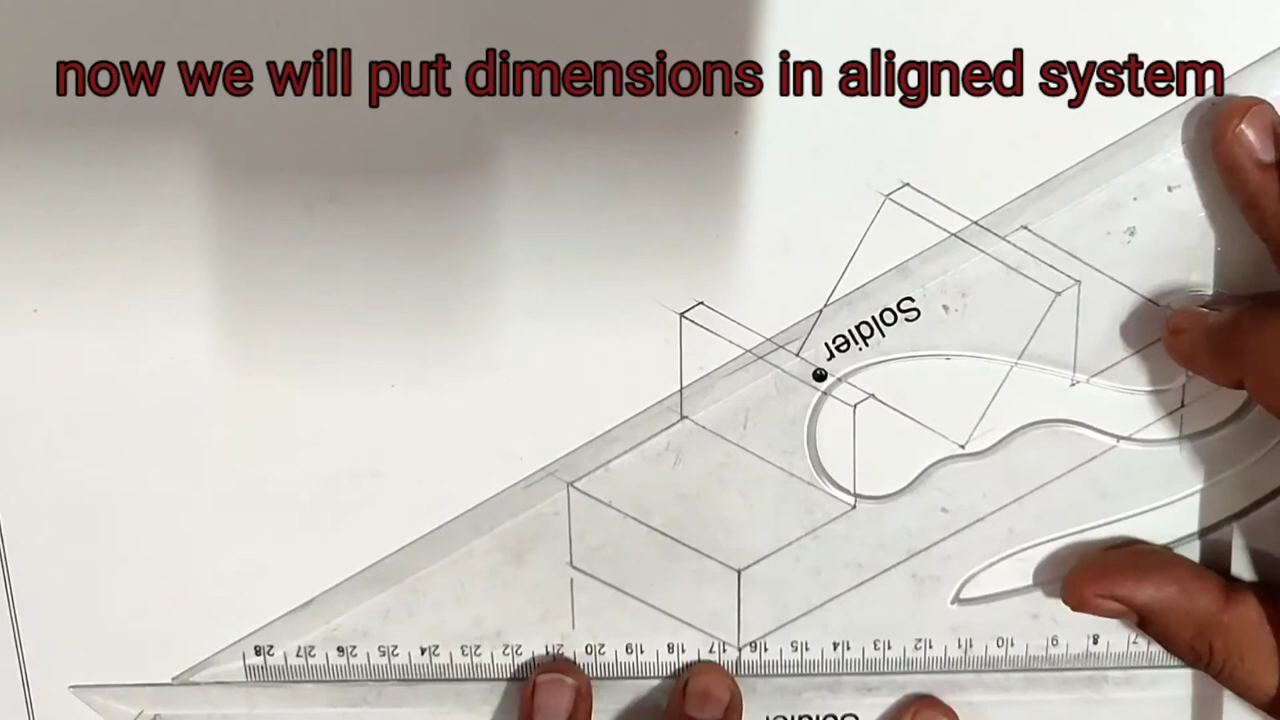 now we will put dimensions in aligned system
Soldier
28 27 26 25 24 23 22 21 20 19 18 17 16 15 14 13 12 11 10 9 8 7
Soldier